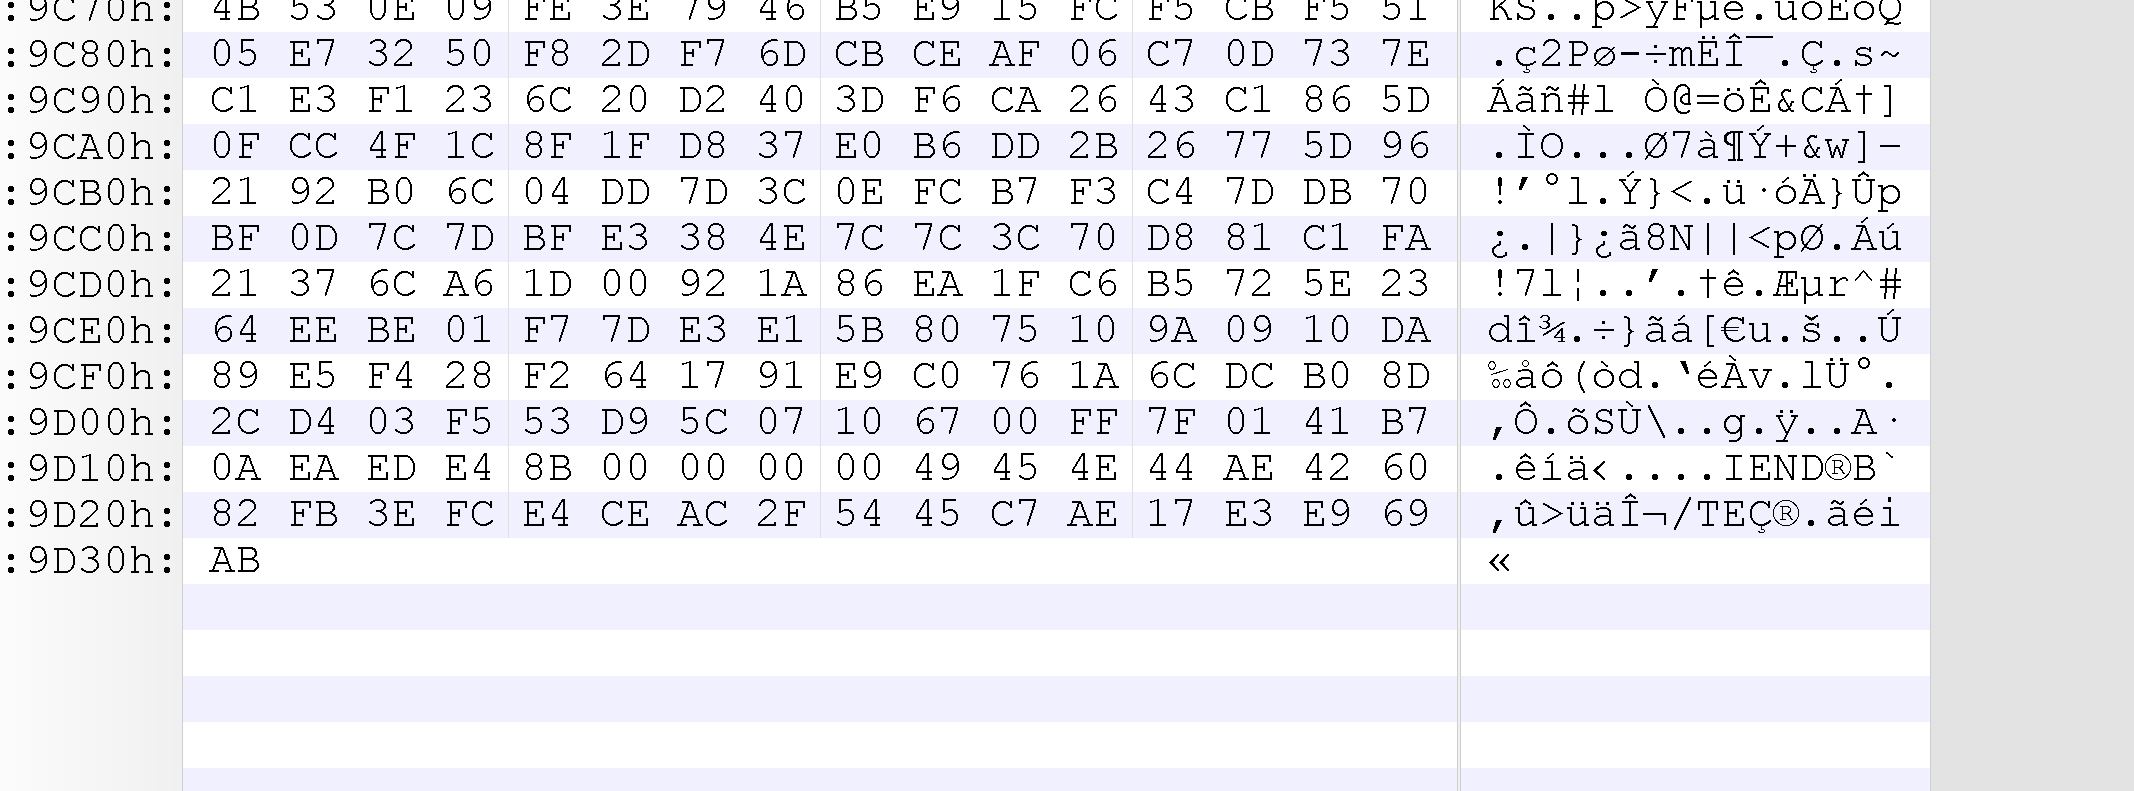 :9C70h: 4B 53 0E 09 FE 3E 79 46 B5 E9 15 FC F5 CB F5 51 KS..þ>yFµé.üõËõQ
:9C80h: 05 E7 32 50 F8 2D F7 6D CB CE AF 06 C7 0D 73 7E .ç2Pø-÷mËÎ¯.Ç.s~
:9C90h: C1 E3 F1 23 6C 20 D2 40 3D F6 CA 26 43 C1 86 5D Áãñ#l Ò@=öÊ&CÁ†]
:9CA0h: 0F CC 4F 1C 8F 1F D8 37 E0 B6 DD 2B 26 77 5D 96 .ÌO...Ø7à¶Ý+&w]–
:9CB0h: 21 92 B0 6C 04 DD 7D 3C 0E FC B7 F3 C4 7D DB 70 !’°l.Ý}<.ü·óÄ}Ûp
:9CC0h: BF 0D 7C 7D BF E3 38 4E 7C 7C 3C 70 D8 81 C1 FA ¿.|}¿ã8N||<pØ.Áú
:9CD0h: 21 37 6C A6 1D 00 92 1A 86 EA 1F C6 B5 72 5E 23 !7l¦..’.†ê.Æµr^#
:9CE0h: 64 EE BE 01 F7 7D E3 E1 5B 80 75 10 9A 09 10 DA dî¾.÷}ãá[€u.š..Ú
:9CF0h: 89 E5 F4 28 F2 64 17 91 E9 C0 76 1A 6C DC B0 8D ‰åô(òd.‘éÀv.lÜ°.
:9D00h: 2C D4 03 F5 53 D9 5C 07 10 67 00 FF 7F 01 41 B7 ,Ô.õSÙ\..g.ÿ..A·
:9D10h: 0A EA ED E4 8B 00 00 00 00 49 45 4E 44 AE 42 60 .êíä‹....IEND®B`
:9D20h: 82 FB 3E FC E4 CE AC 2F 54 45 C7 AE 17 E3 E9 69 ‚û>üäÎ¬/TEÇ®.ãéi
:9D30h: AB «